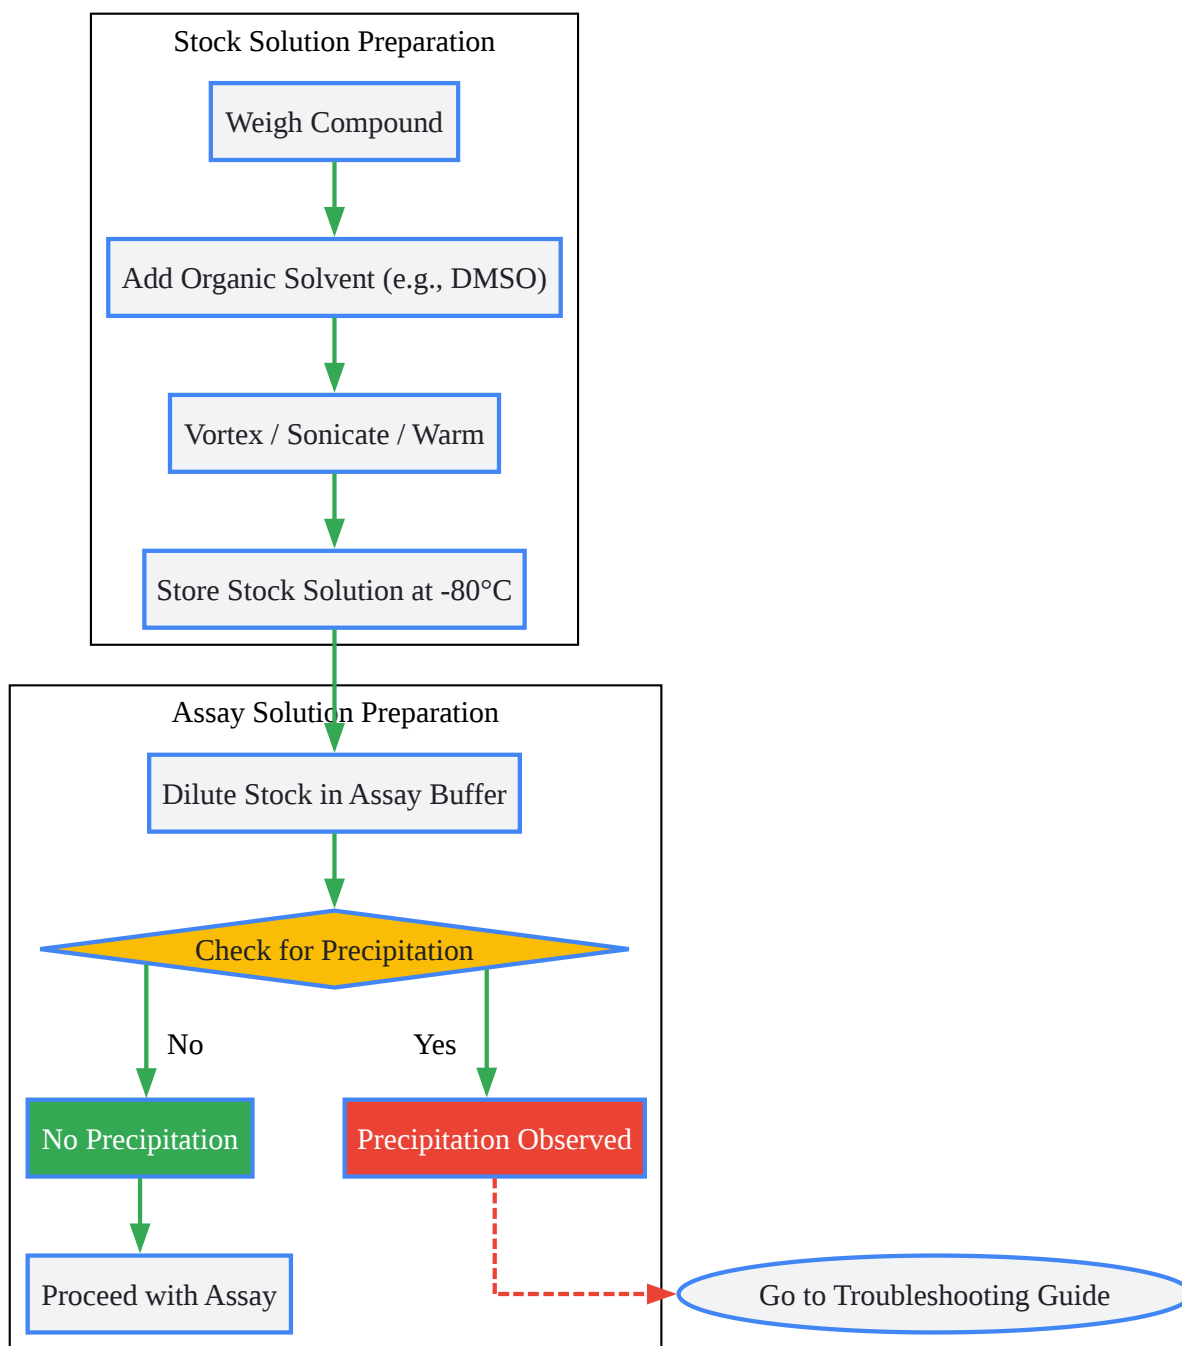 Stock Solution Preparation
Weigh Compound
Add Organic Solvent (e.g., DMSO)
Vortex / Sonicate / Warm
Store Stock Solution at -80°C
Assay Solution Preparation
Dilute Stock in Assay Buffer
Check for Precipitation
No
Yes
No Precipitation
Precipitation Observed
Proceed with Assay
Go to Troubleshooting Guide